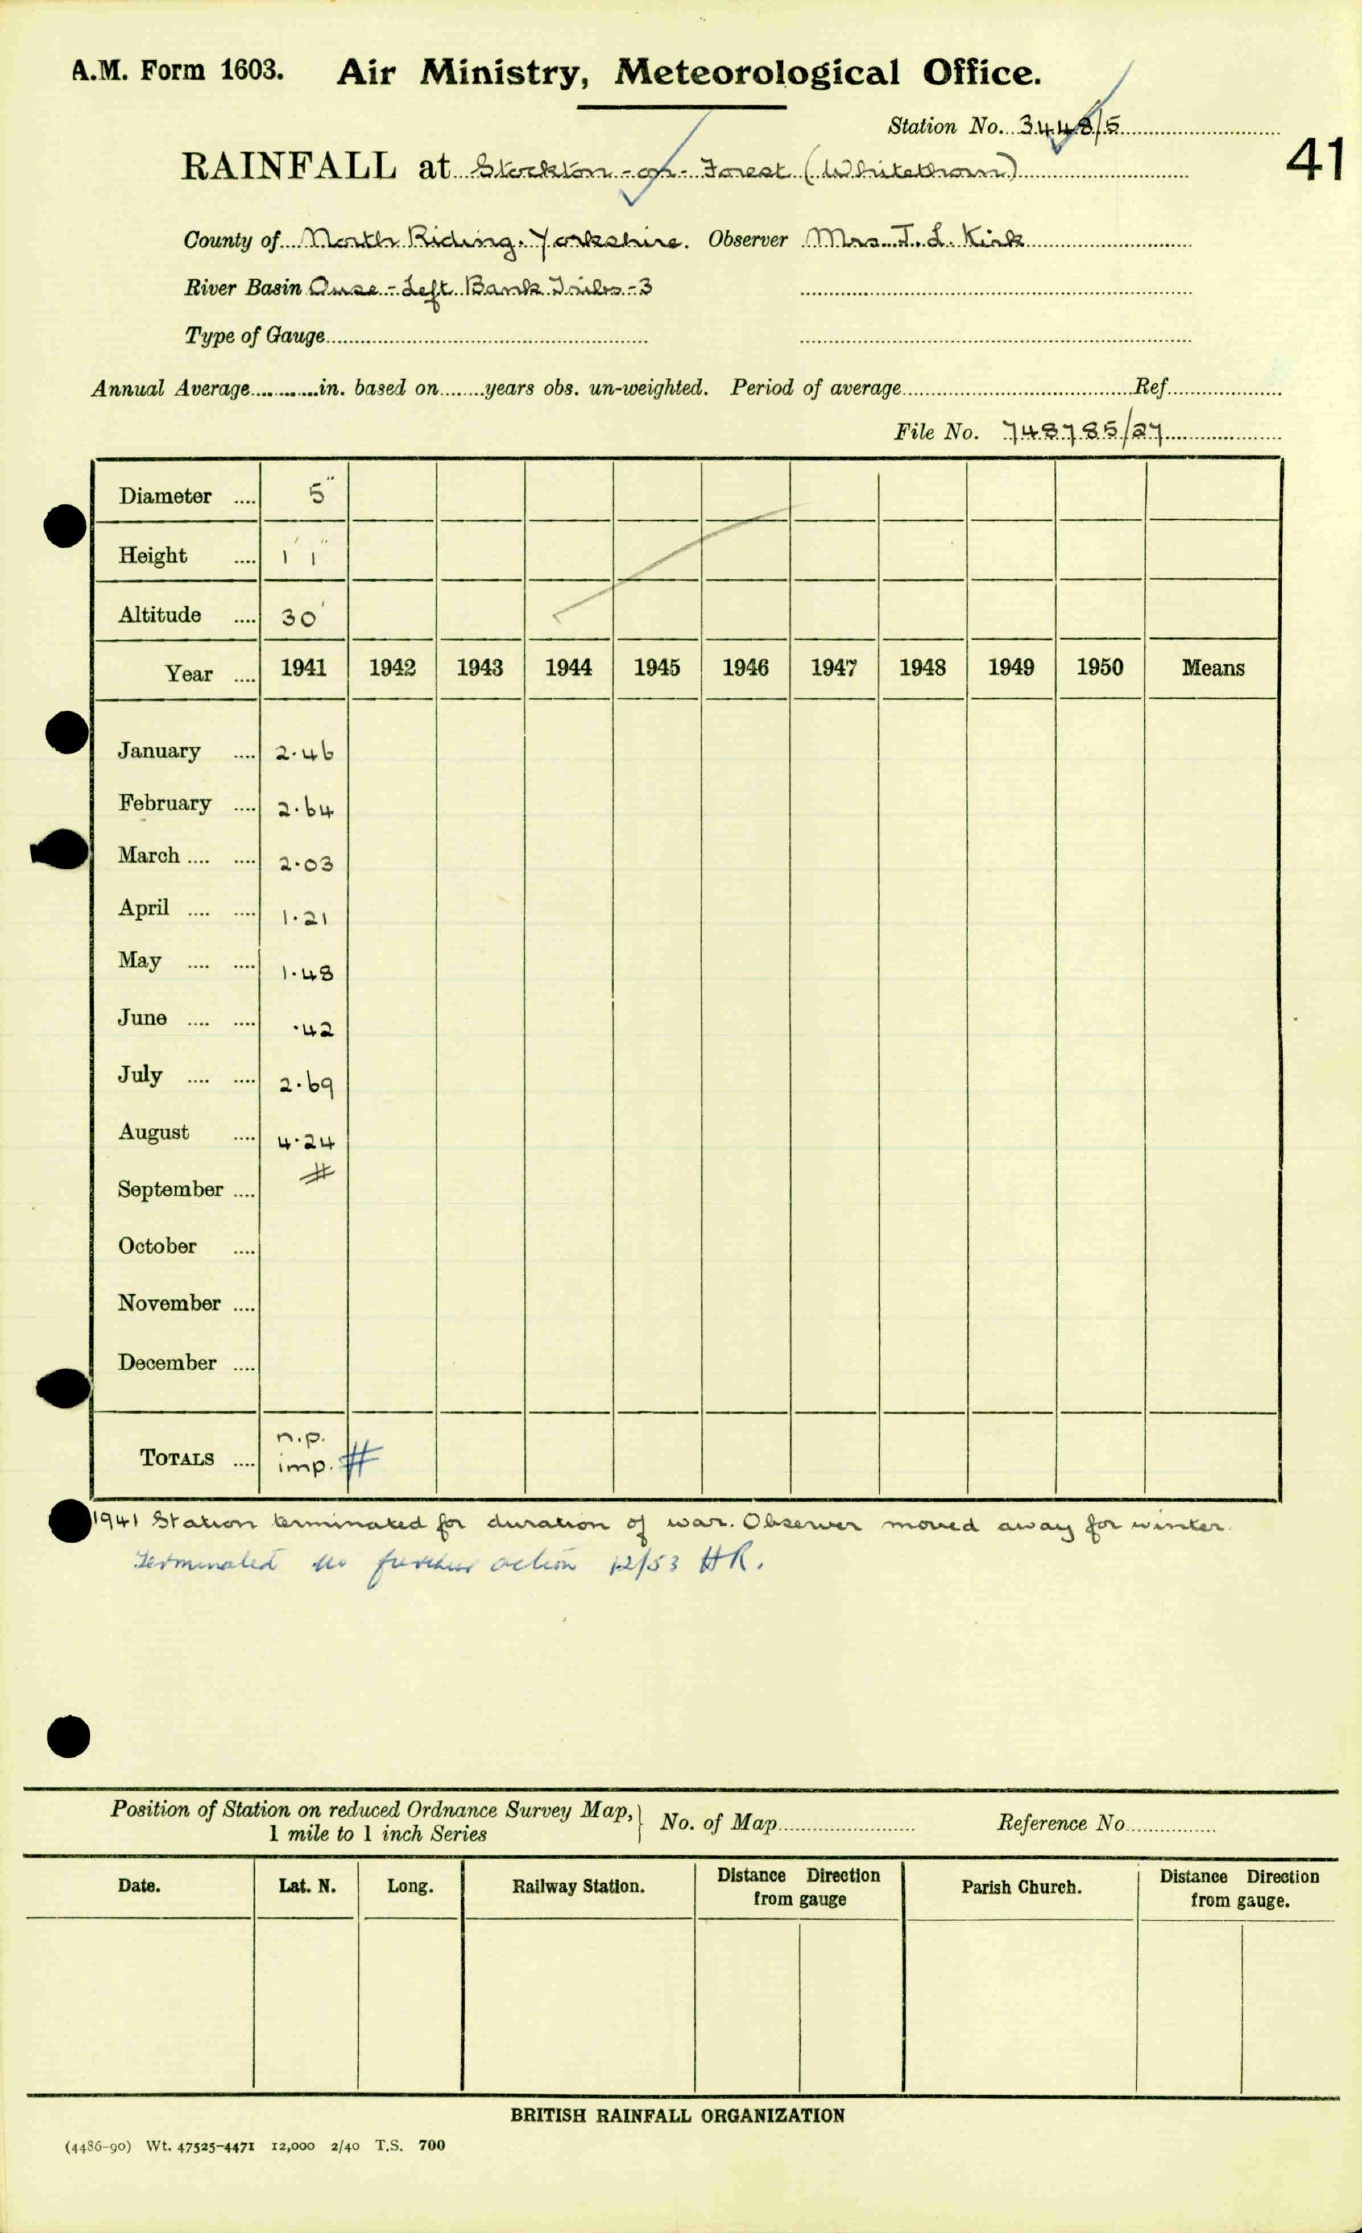 A.M. Form 1603. Air Ministry, Meteorological Office.
Station No. 3448/5
41
RAINFALL at Stockton-on-Forest (Whitethorn)
County of North Riding, Yorkshire. Observer Mrs. T. L. Kirk
River Basin Ouse - Left Bank Tribs - 3
Type of Gauge
Annual Average in. based on years obs. un-weighted. Period of average Ref.
File No. 748785/27
Diameter .... 5"
Height .... 1' 1"
Altitude .... 30'
Year .... 1941 1942 1943 1944 1945 1946 1947 1948 1949 1950 Means
January .... 2.46
February .... 2.64
March .... .... 2.03
April .... .... 1.21
May .... .... 1.48
June .... .... .42
July .... .... 2.69
August .... 4.24
September .... #
October ....
November ....
December ....
n.p.
TOTALS .... imp. #
1941 Station terminated for duration of war. Observer moved away for winter.
Terminated no further action 12/53 HR.
Position of Station on reduced Ordnance Survey Map, } No. of Map Reference No.
1 mile to 1 inch Series
Date. Lat. N. Long. Railway Station. Distance Direction from gauge Parish Church. Distance Direction from gauge.
BRITISH RAINFALL ORGANIZATION
(4486-90) Wt. 47525-4471 12,000 2/40 T.S. 700